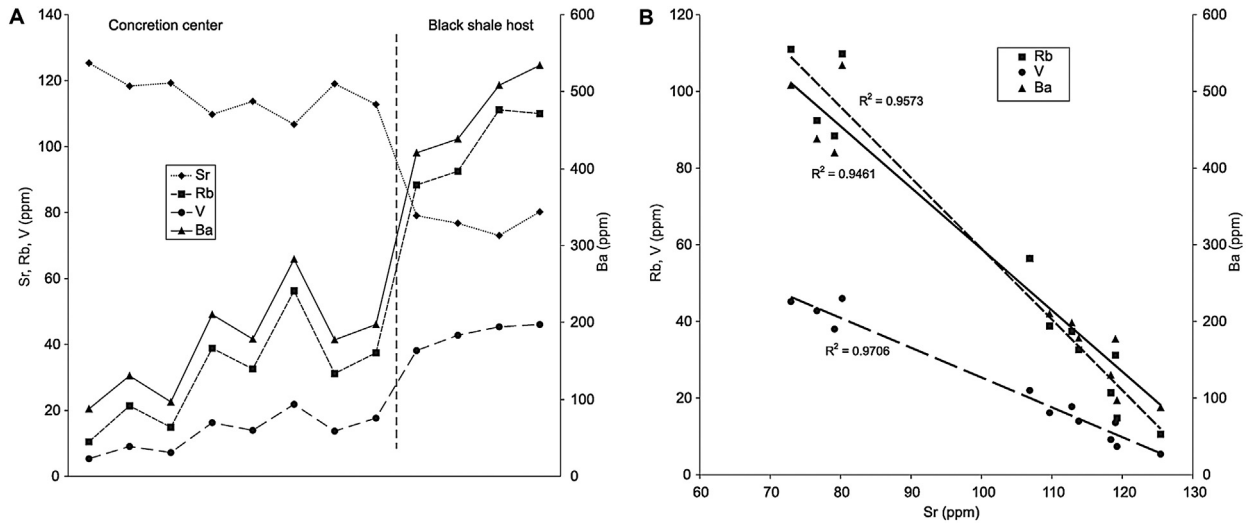 A
Concretion center
Black shale host
140
120
100
80
60
40
20
0
Sr, Rb, V (ppm)
Sr
Rb
V
Ba
600
500
400
300
200
100
0
Ba (ppm)
B
120
100
80
60
40
20
0
Rb, V (ppm)
Rb
V
Ba
R² = 0.9573
R² = 0.9461
R² = 0.9706
600
500
400
300
200
100
0
Ba (ppm)
60 70 80 90 100 110 120 130
Sr (ppm)